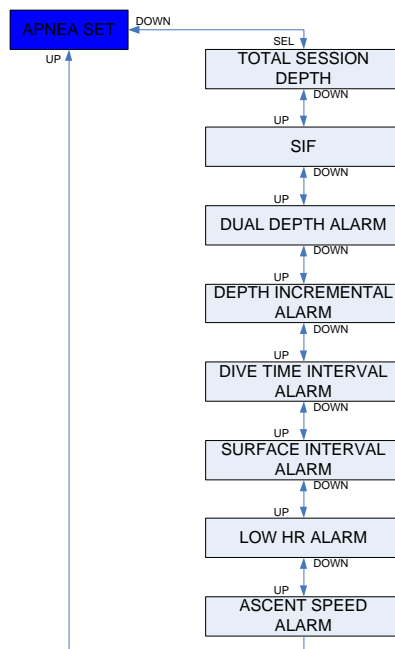 APNEA SET
DOWN
UP
SEL
TOTAL SESSION
DEPTH
DOWN
UP
SIF
DOWN
UP
DUAL DEPTH ALARM
DOWN
UP
DEPTH INCREMENTAL
ALARM
DOWN
UP
DIVE TIME INTERVAL
ALARM
DOWN
UP
SURFACE INTERVAL
ALARM
DOWN
UP
LOW HR ALARM
DOWN
UP
ASCENT SPEED
ALARM